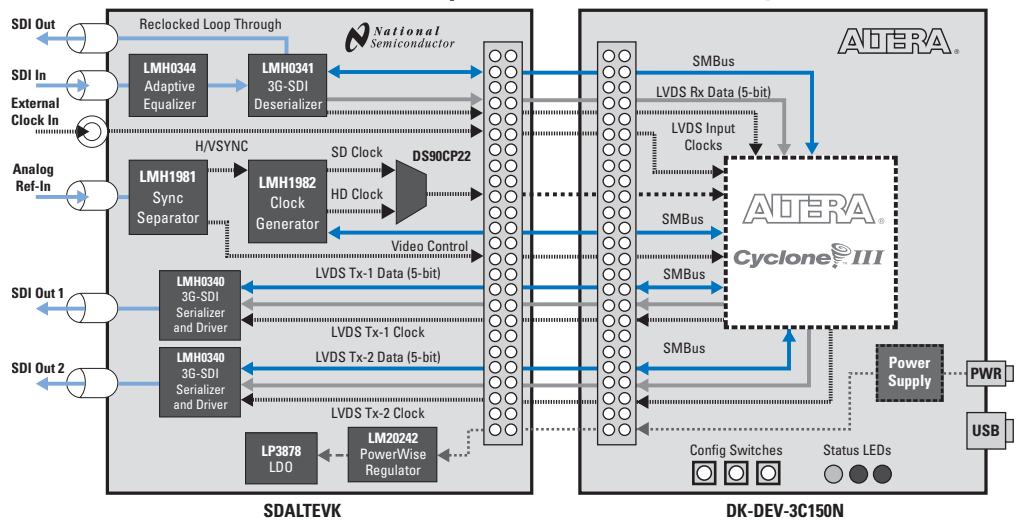 SDI Out
Reclocked Loop Through
National
Semiconductor
ALTERA®
SDI In
LMH0344
Adaptive
Equalizer
LMH0341
3G-SDI
Deserializer
SMBus
LVDS Rx Data (5-bit)
External
Clock In
LVDS Input
Clocks
H/VSYNC
SD Clock
DS90CP22
Analog
Ref-In
LMH1981
Sync
Separator
LMH1982
Clock
Generator
HD Clock
ALTERA®
Cyclone III
SMBus
Video Control
LVDS Tx-1 Data (5-bit)
SMBus
SDI Out 1
LMH0340
3G-SDI
Serializer
and Driver
LVDS Tx-1 Clock
LVDS Tx-2 Data (5-bit)
SMBus
SDI Out 2
LMH0340
3G-SDI
Serializer
and Driver
LVDS Tx-2 Clock
Power
Supply
PWR
USB
LP3878
LDO
LM20242
PowerWise
Regulator
Config Switches
Status LEDs
SDALTEVK
DK-DEV-3C150N